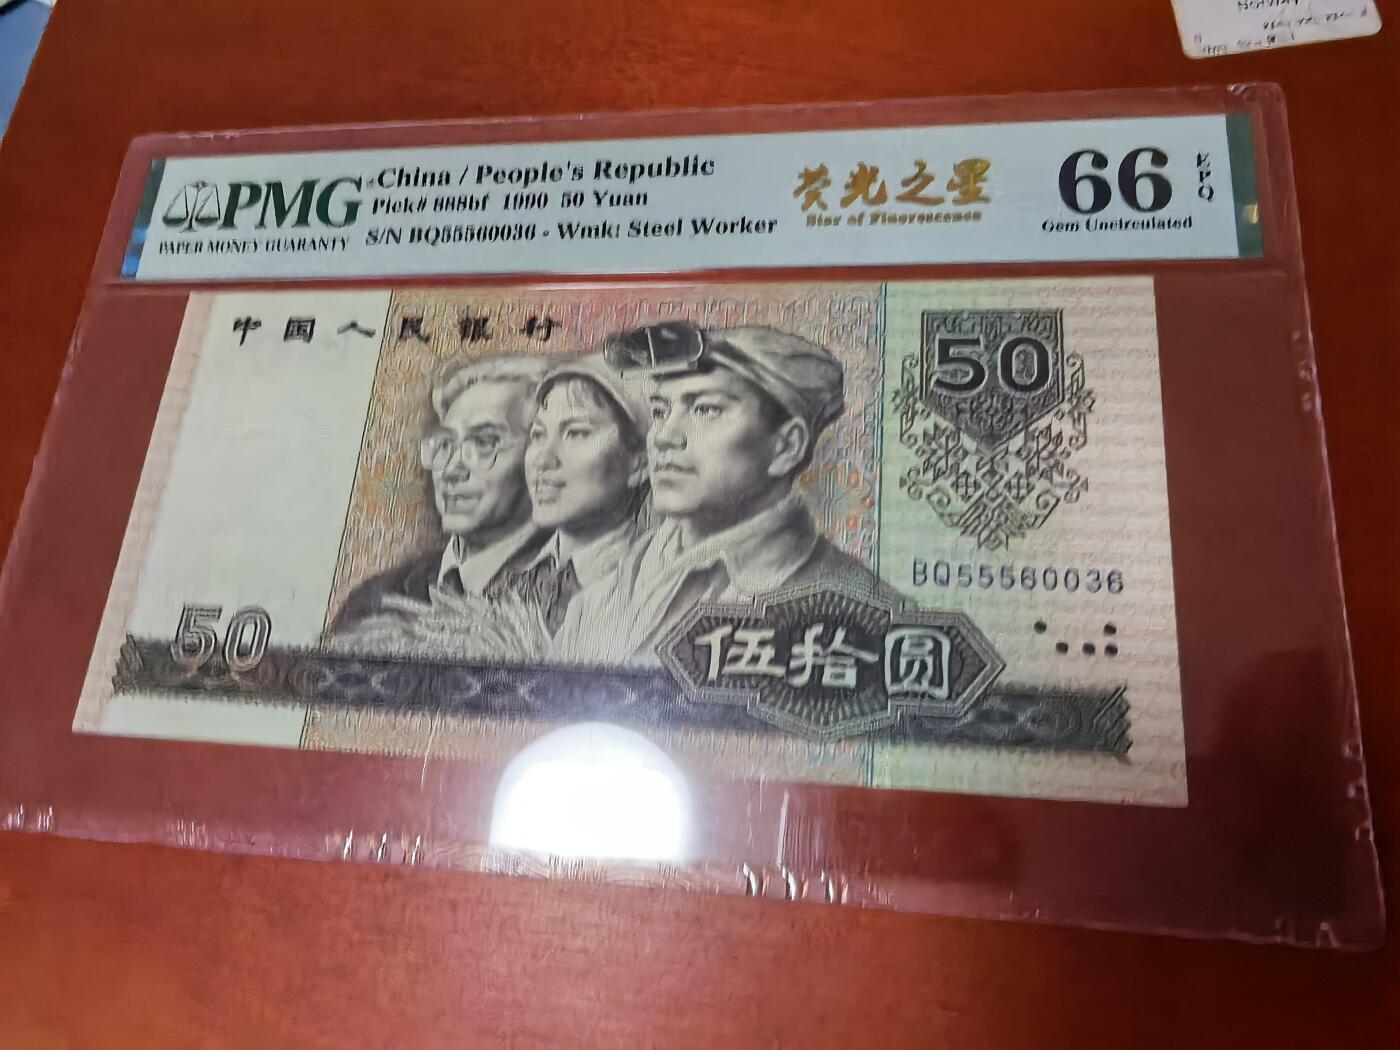 PMG
PAPER MONEY GUARANTY
China / People's Republic
Pick# 888bf 1990 50 Yuan
S/N BQ55560036 - Wmk: Steel Worker
荧光之星
Star of Fluorescence
66 EPQ
Gem Uncirculated
中国人民银行
50
BQ55560036
50
伍拾圆